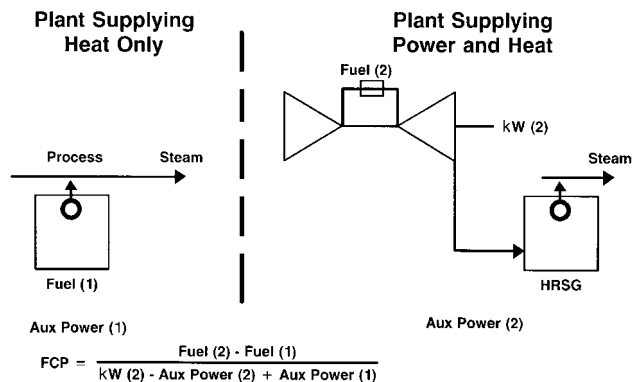 Plant Supplying
Heat Only
Plant Supplying
Power and Heat
Fuel (2)
kW (2)
Process Steam
Steam
Fuel (1)
HRSG
Aux Power (1)
Aux Power (2)
FCP = Fuel (2) - Fuel (1)
kW (2) - Aux Power (2) + Aux Power (1)